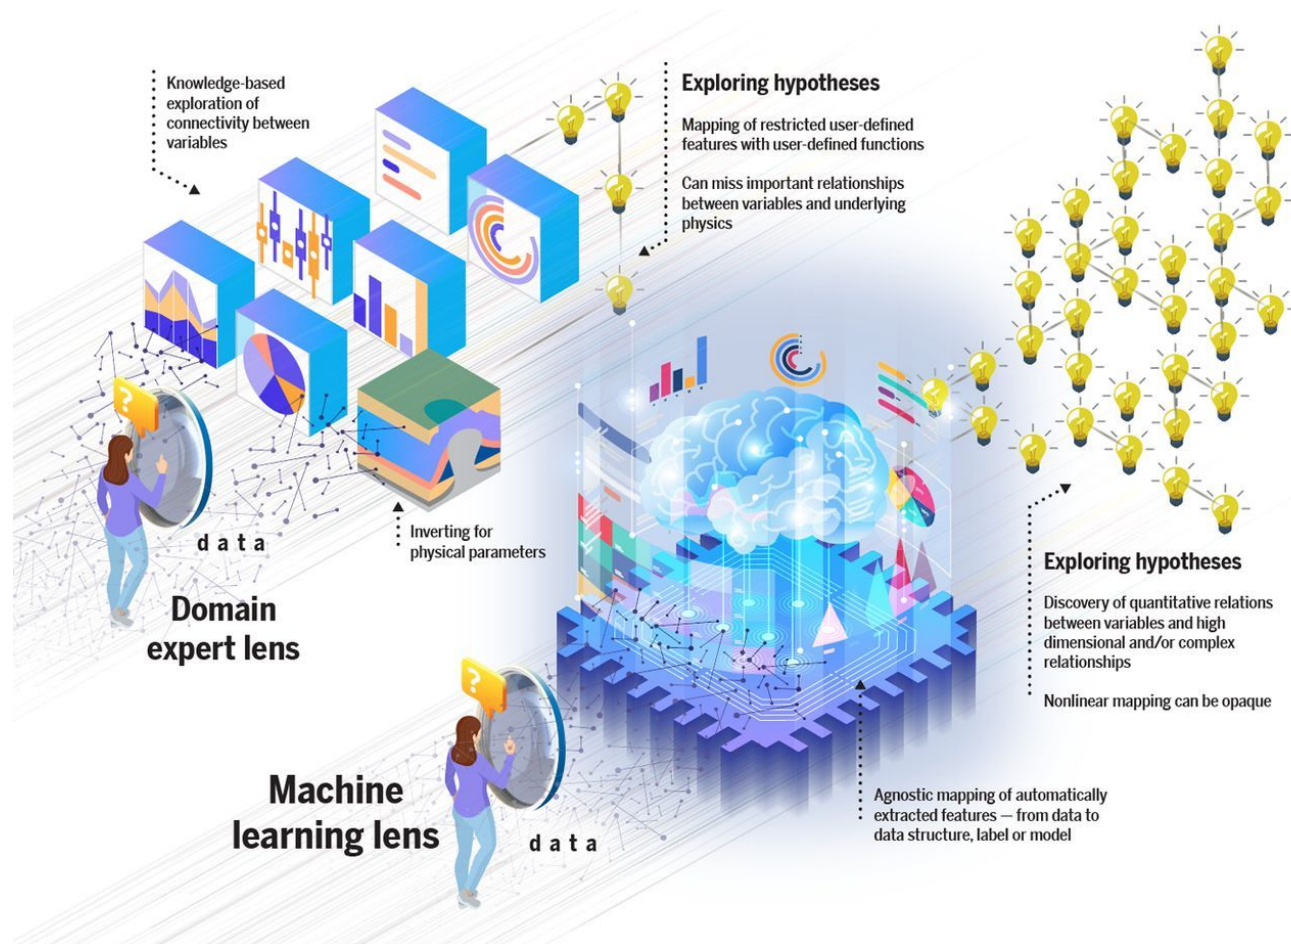 Knowledge-based
exploration of
connectivity between
variables
Exploring hypotheses
Mapping of restricted user-defined
features with user-defined functions
Can miss important relationships
between variables and underlying
physics
?
data
Domain
expert lens
Inverting for
physical parameters
?
data
Machine
learning lens
Exploring hypotheses
Discovery of quantitative relations
between variables and high
dimensional and/or complex
relationships
Nonlinear mapping can be opaque
Agnostic mapping of automatically
extracted features — from data to
data structure, label or model